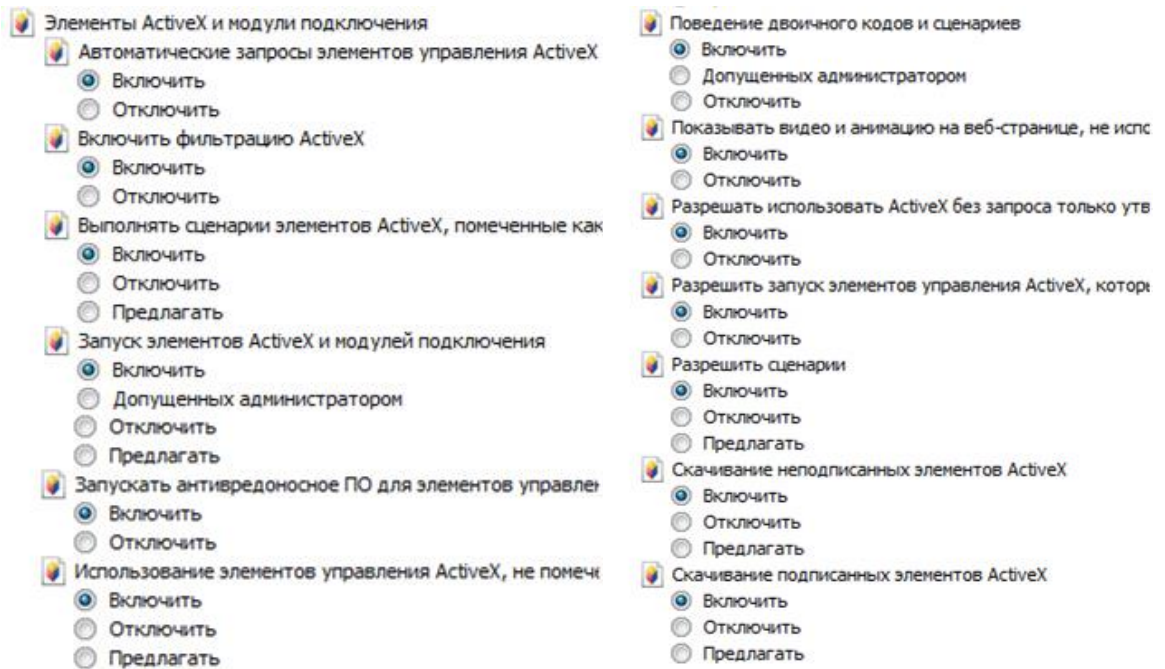 Элементы ActiveX и модули подключения
Автоматические запросы элементов управления ActiveX
Включить
Отключить
Включить фильтрацию ActiveX
Включить
Отключить
Выполнять сценарии элементов ActiveX, помеченные как
Включить
Отключить
Предлагать
Запуск элементов ActiveX и модулей подключения
Включить
Допущенных администратором
Отключить
Предлагать
Запускать антивредоносное ПО для элементов управлен
Включить
Отключить
Использование элементов управления ActiveX, не помече
Включить
Отключить
Предлагать
Поведение двоичного кодов и сценариев
Включить
Допущенных администратором
Отключить
Показывать видео и анимацию на веб-странице, не испо
Включить
Отключить
Разрешать использовать ActiveX без запроса только утв
Включить
Отключить
Разрешить запуск элементов управления ActiveX, которы
Включить
Отключить
Разрешить сценарии
Включить
Отключить
Предлагать
Скачивание неподписанных элементов ActiveX
Включить
Отключить
Предлагать
Скачивание подписанных элементов ActiveX
Включить
Отключить
Предлагать